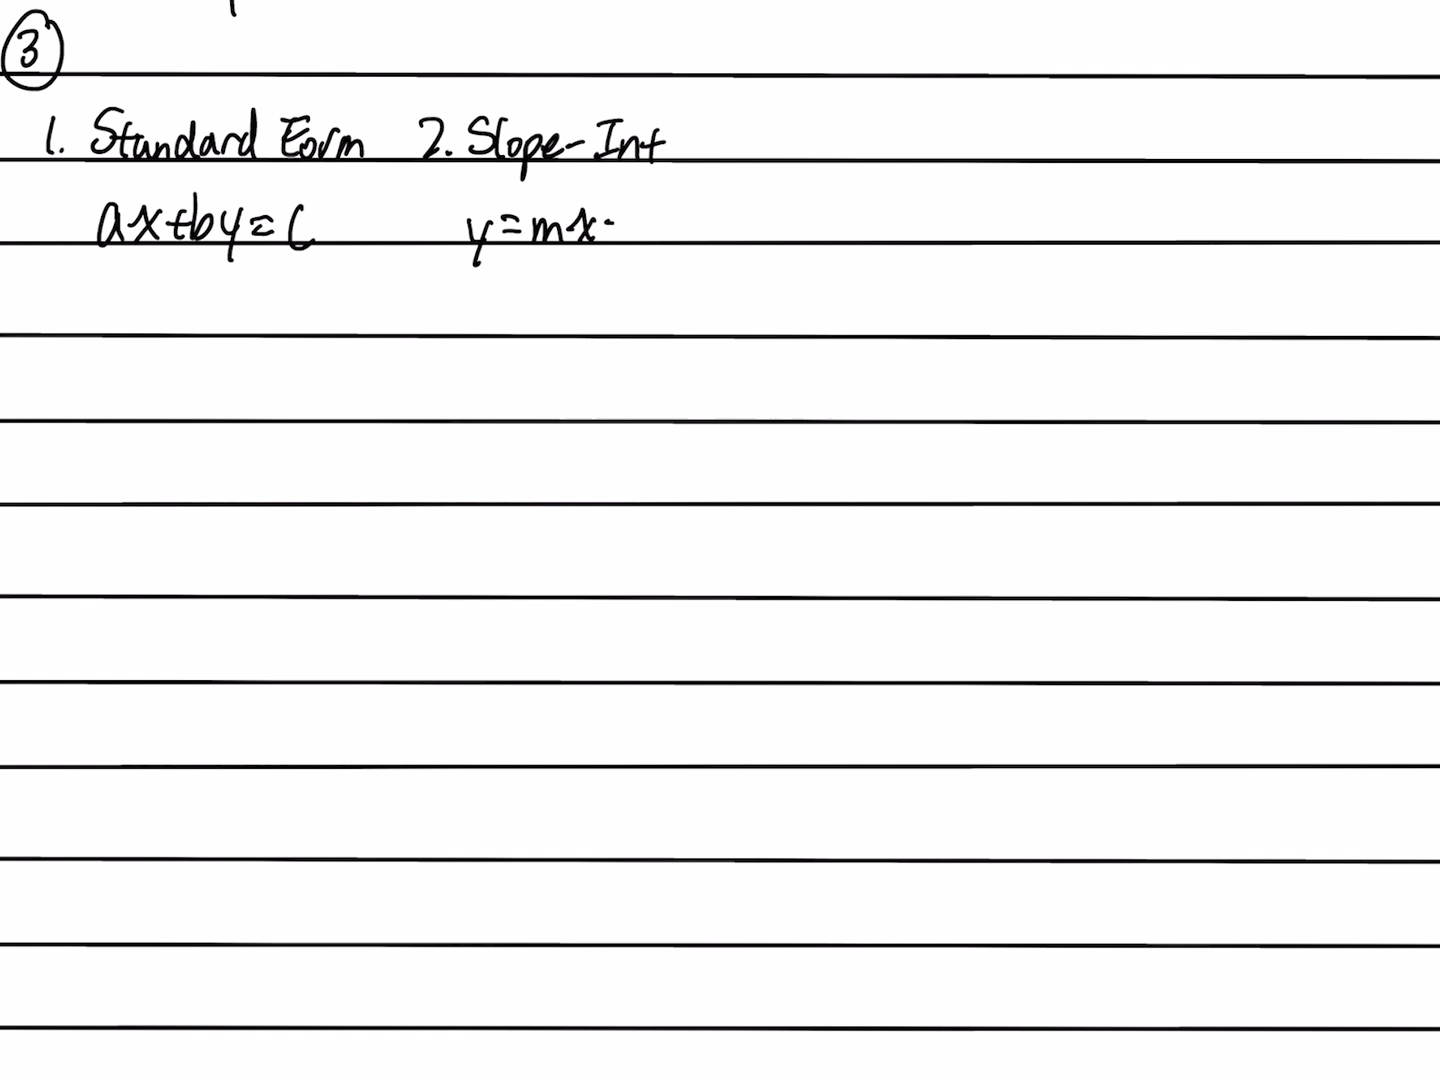 3
1. Standard Form 2. Slope-Int
ax+by=c y=mx-